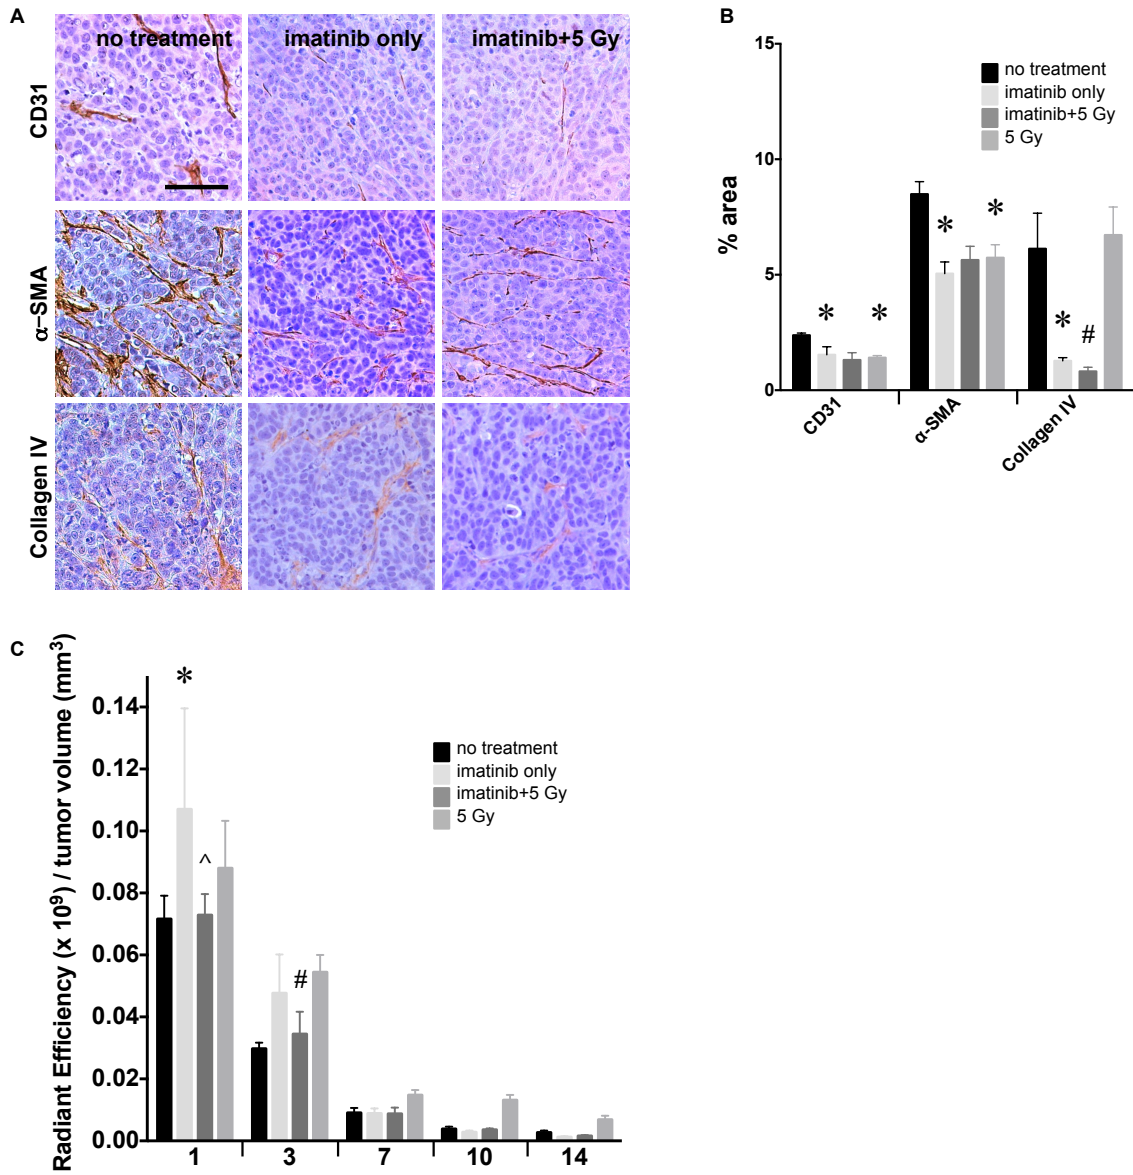 A
no treatment
imatinib only
imatinib+5 Gy
CD31
α–SMA
Collagen IV
B
% area
15
10
5
0
no treatment
imatinib only
imatinib+5 Gy
5 Gy
*
*
*
*
*
#
CD31
α-SMA
Collagen IV
C
Radiant Efficiency (x 10⁹) / tumor volume (mm³)
0.14
0.12
0.10
0.08
0.06
0.04
0.02
0.00
no treatment
imatinib only
imatinib+5 Gy
5 Gy
*
^
#
1
3
7
10
14